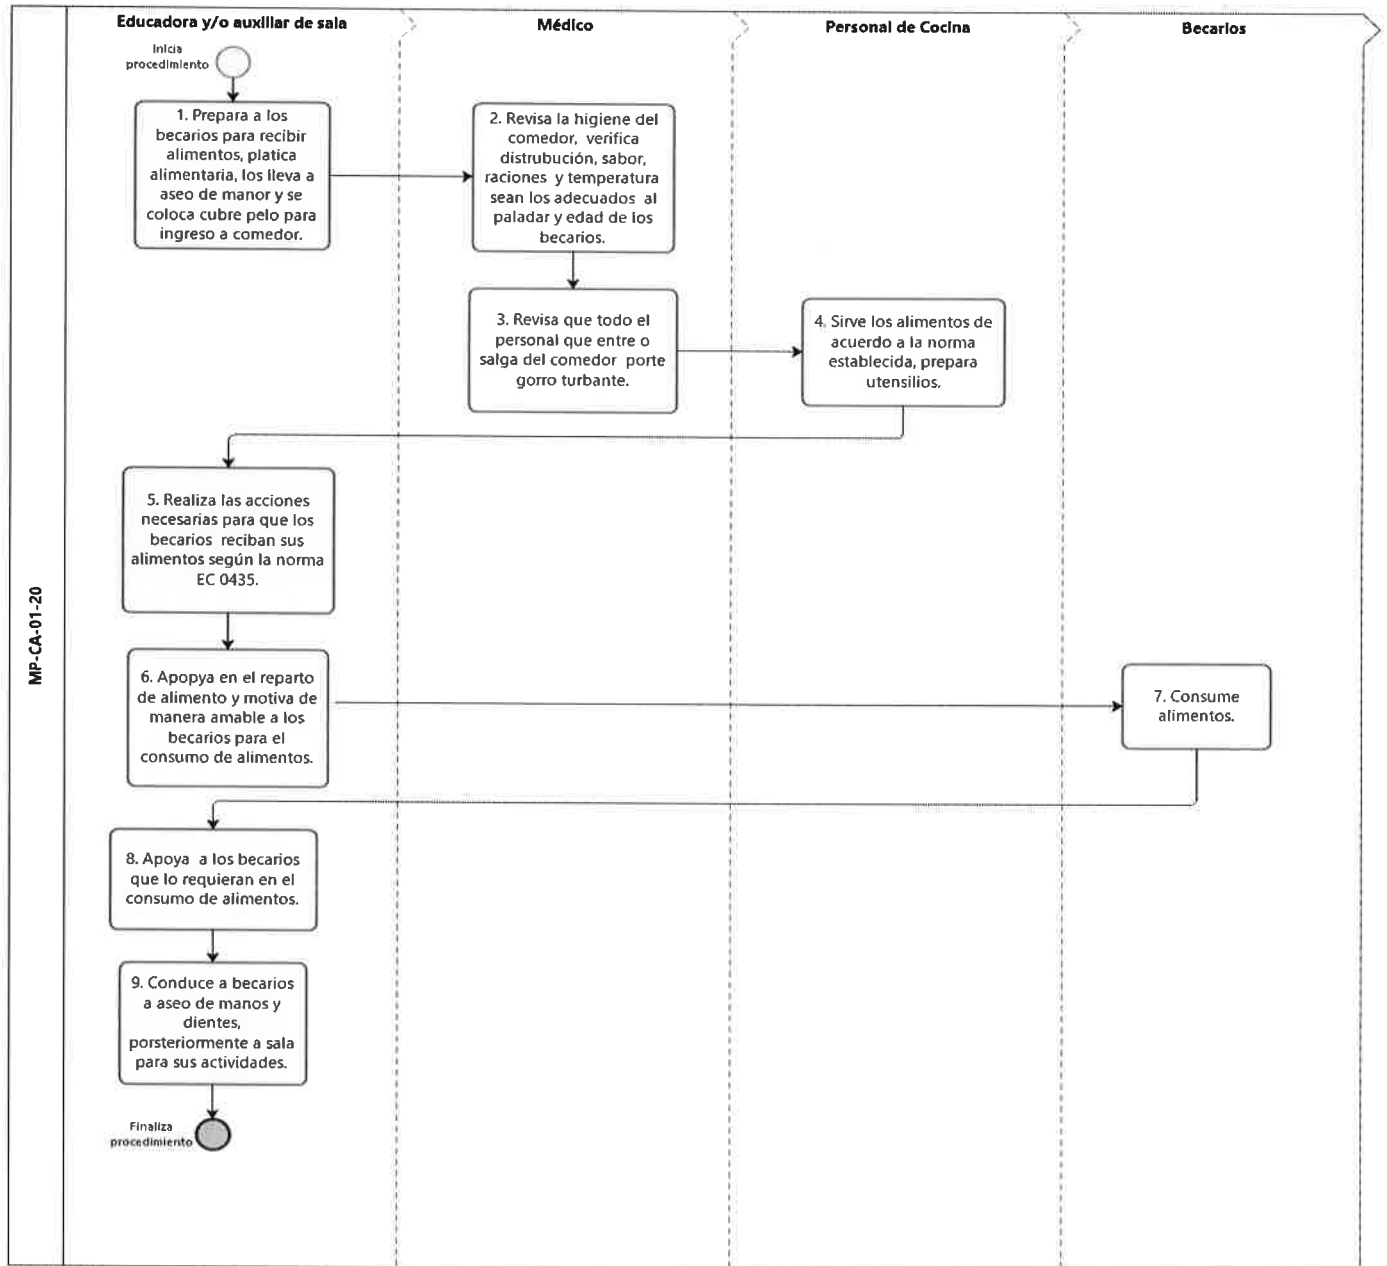 Educadora y/o auxiliar de sala
Médico
Personal de Cocina
Becarios
Inicia
procedimiento
1. Prepara a los
becarios para recibir
alimentos, platica
alimentaria, los lleva a
aseo de manor y se
coloca cubre pelo para
ingreso a comedor.
2. Revisa la higiene del
comedor, verifica
distrubución, sabor,
raciones y temperatura
sean los adecuados al
paladar y edad de los
becarios.
3. Revisa que todo el
personal que entre o
salga del comedor porte
gorro turbante.
4. Sirve los alimentos de
acuerdo a la norma
establecida, prepara
utensilios.
5. Realiza las acciones
necesarias para que los
becarios reciban sus
alimentos según la norma
EC 0435.
MP-CA-01-20
6. Apopya en el reparto
de alimento y motiva de
manera amable a los
becarios para el
consumo de alimentos.
7. Consume
alimentos.
8. Apoya a los becarios
que lo requieran en el
consumo de alimentos.
9. Conduce a becarios
a aseo de manos y
dientes,
porsteriormente a sala
para sus actividades.
Finaliza
procedimiento